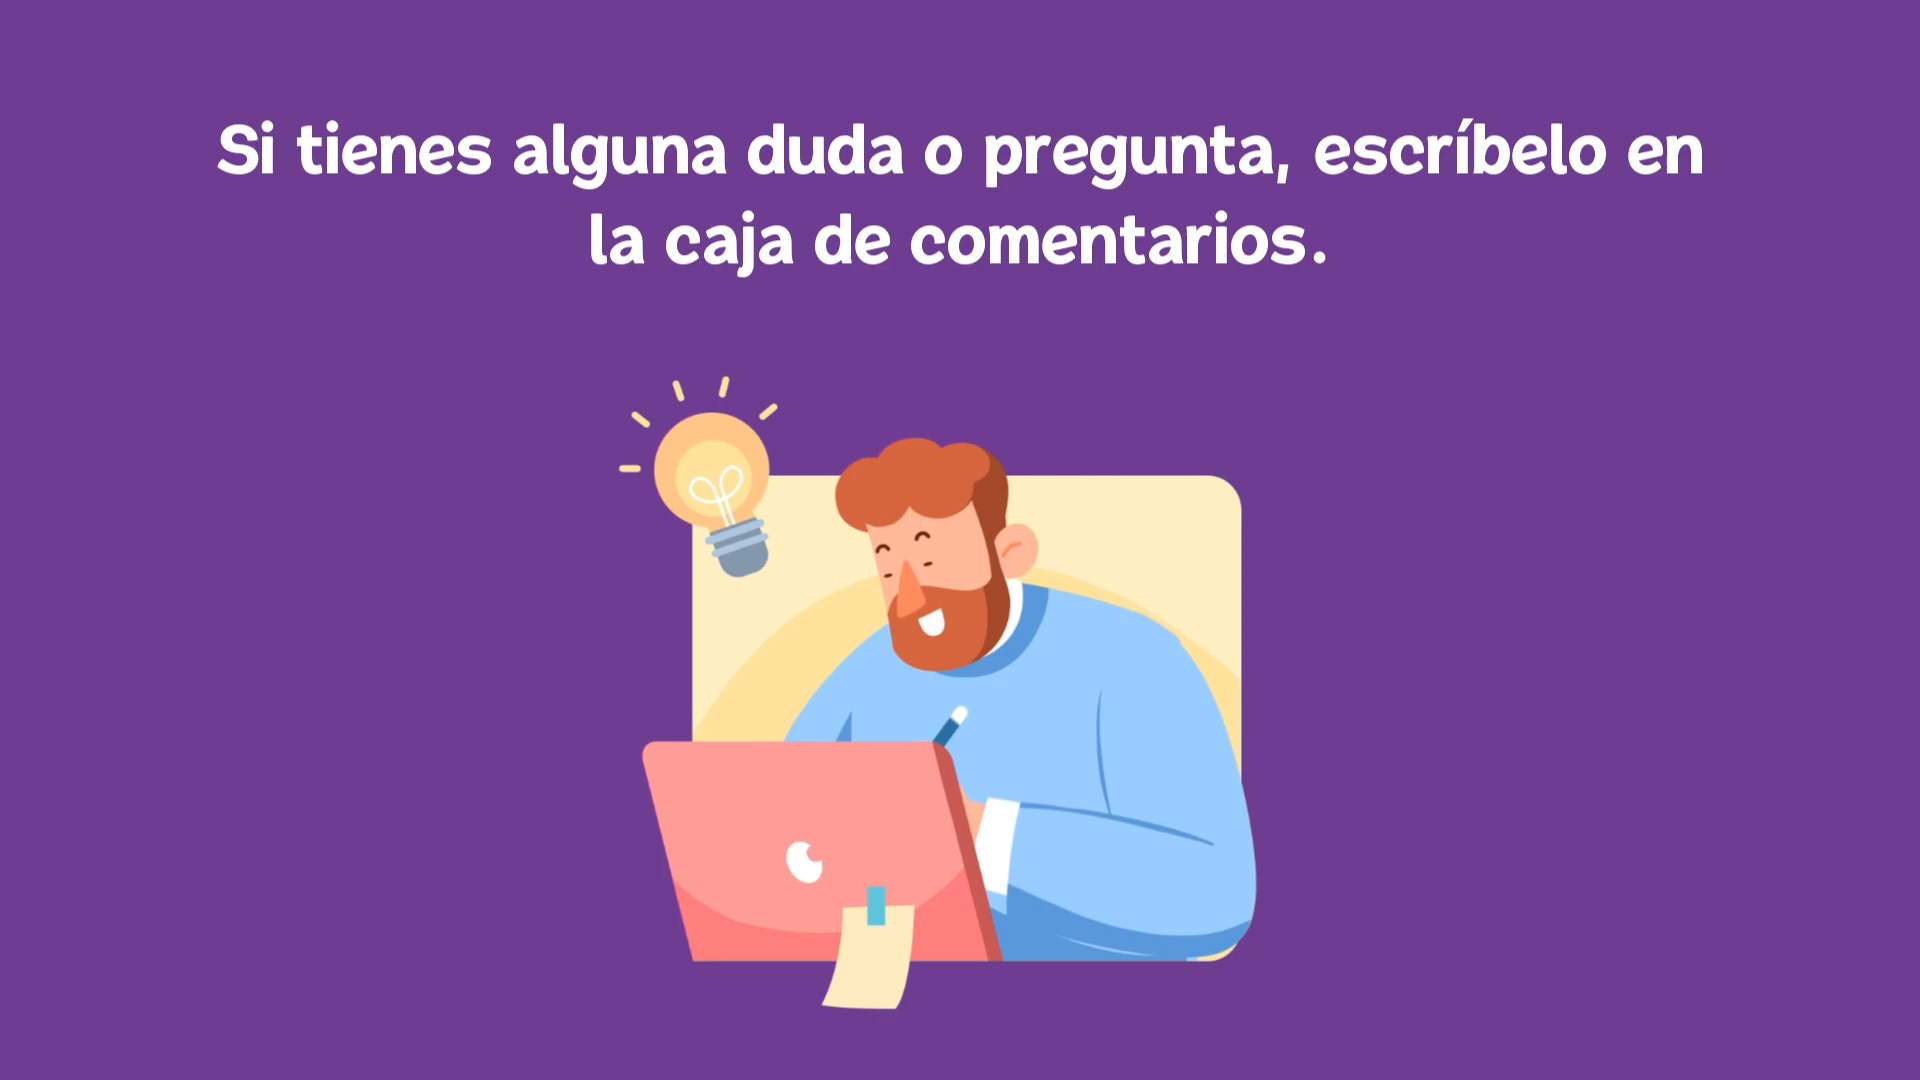 Si tienes alguna duda o pregunta, escríbelo en
la caja de comentarios.